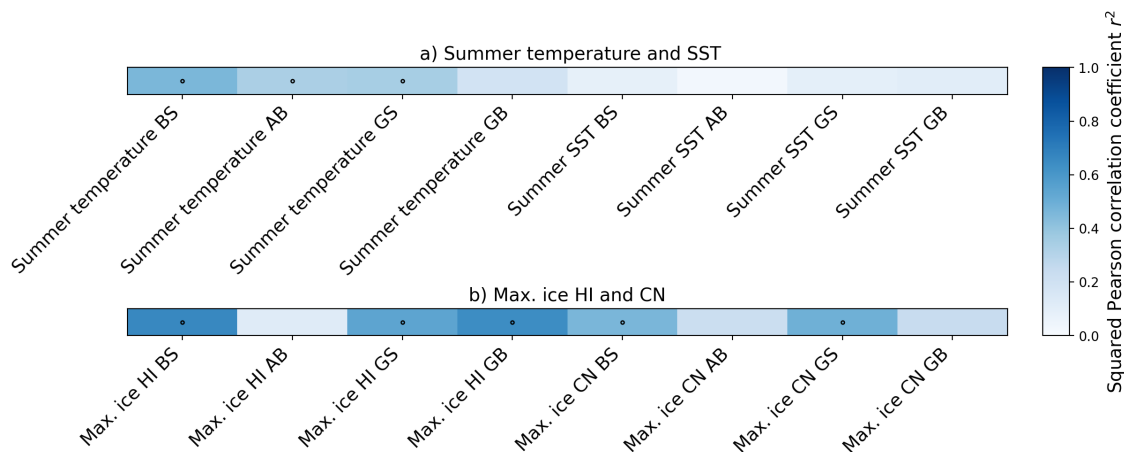 a) Summer temperature and SST
Summer temperature BS
Summer temperature AB
Summer temperature GS
Summer temperature GB
Summer SST BS
Summer SST AB
Summer SST GS
Summer SST GB
b) Max. ice HI and CN
Max. ice HI BS
Max. ice HI AB
Max. ice HI GS
Max. ice HI GB
Max. ice CN BS
Max. ice CN AB
Max. ice CN GS
Max. ice CN GB
1.0
0.8
0.6
0.4
0.2
0.0
Squared Pearson correlation coefficient r²